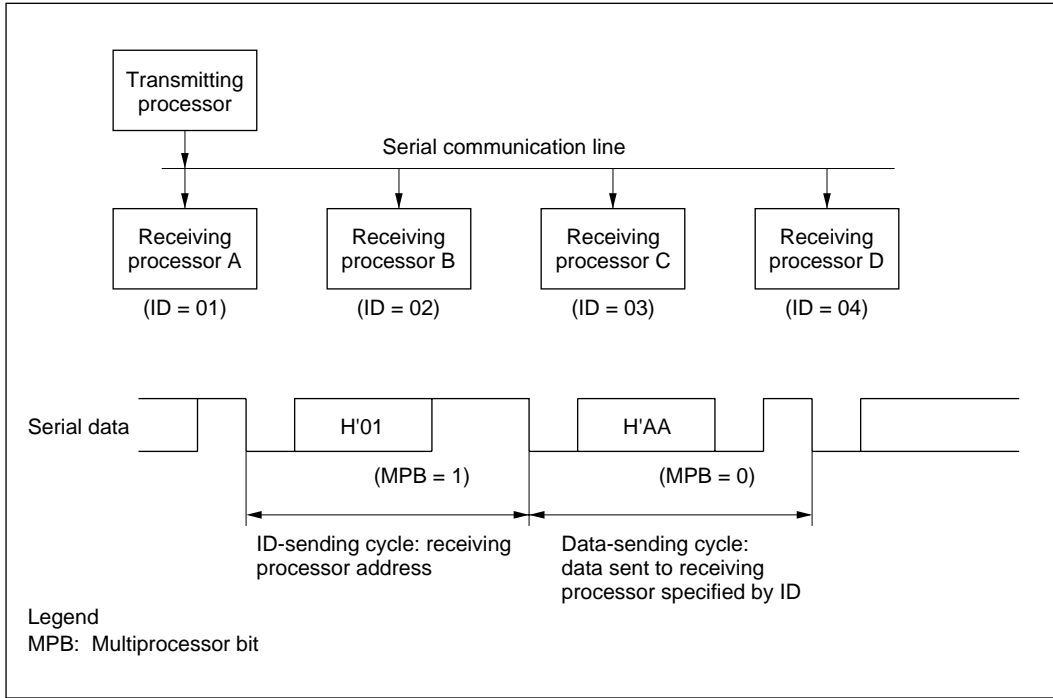 Transmitting
processor
Serial communication line
Receiving
processor A
Receiving
processor B
Receiving
processor C
Receiving
processor D
(ID = 01)
(ID = 02)
(ID = 03)
(ID = 04)
Serial data
H'01
H'AA
(MPB = 1)
(MPB = 0)
ID-sending cycle: receiving
processor address
Data-sending cycle:
data sent to receiving
processor specified by ID
Legend
MPB: Multiprocessor bit